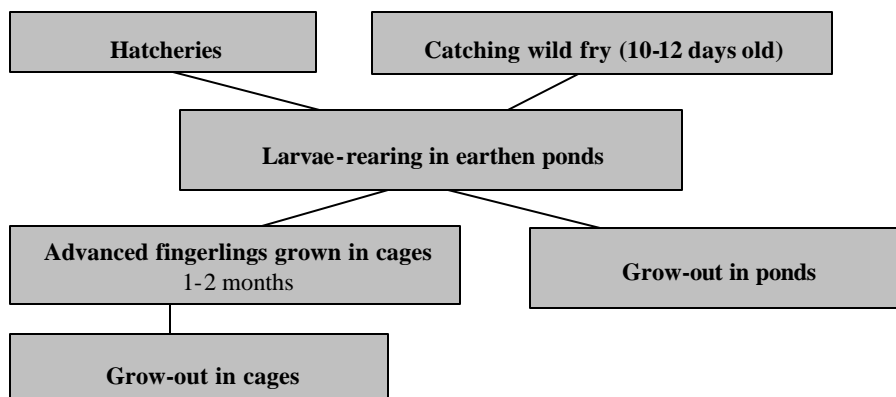 Hatcheries
Catching wild fry (10-12 days old)
Larvae-rearing in earthen ponds
Advanced fingerlings grown in cages
1-2 months
Grow-out in ponds
Grow-out in cages